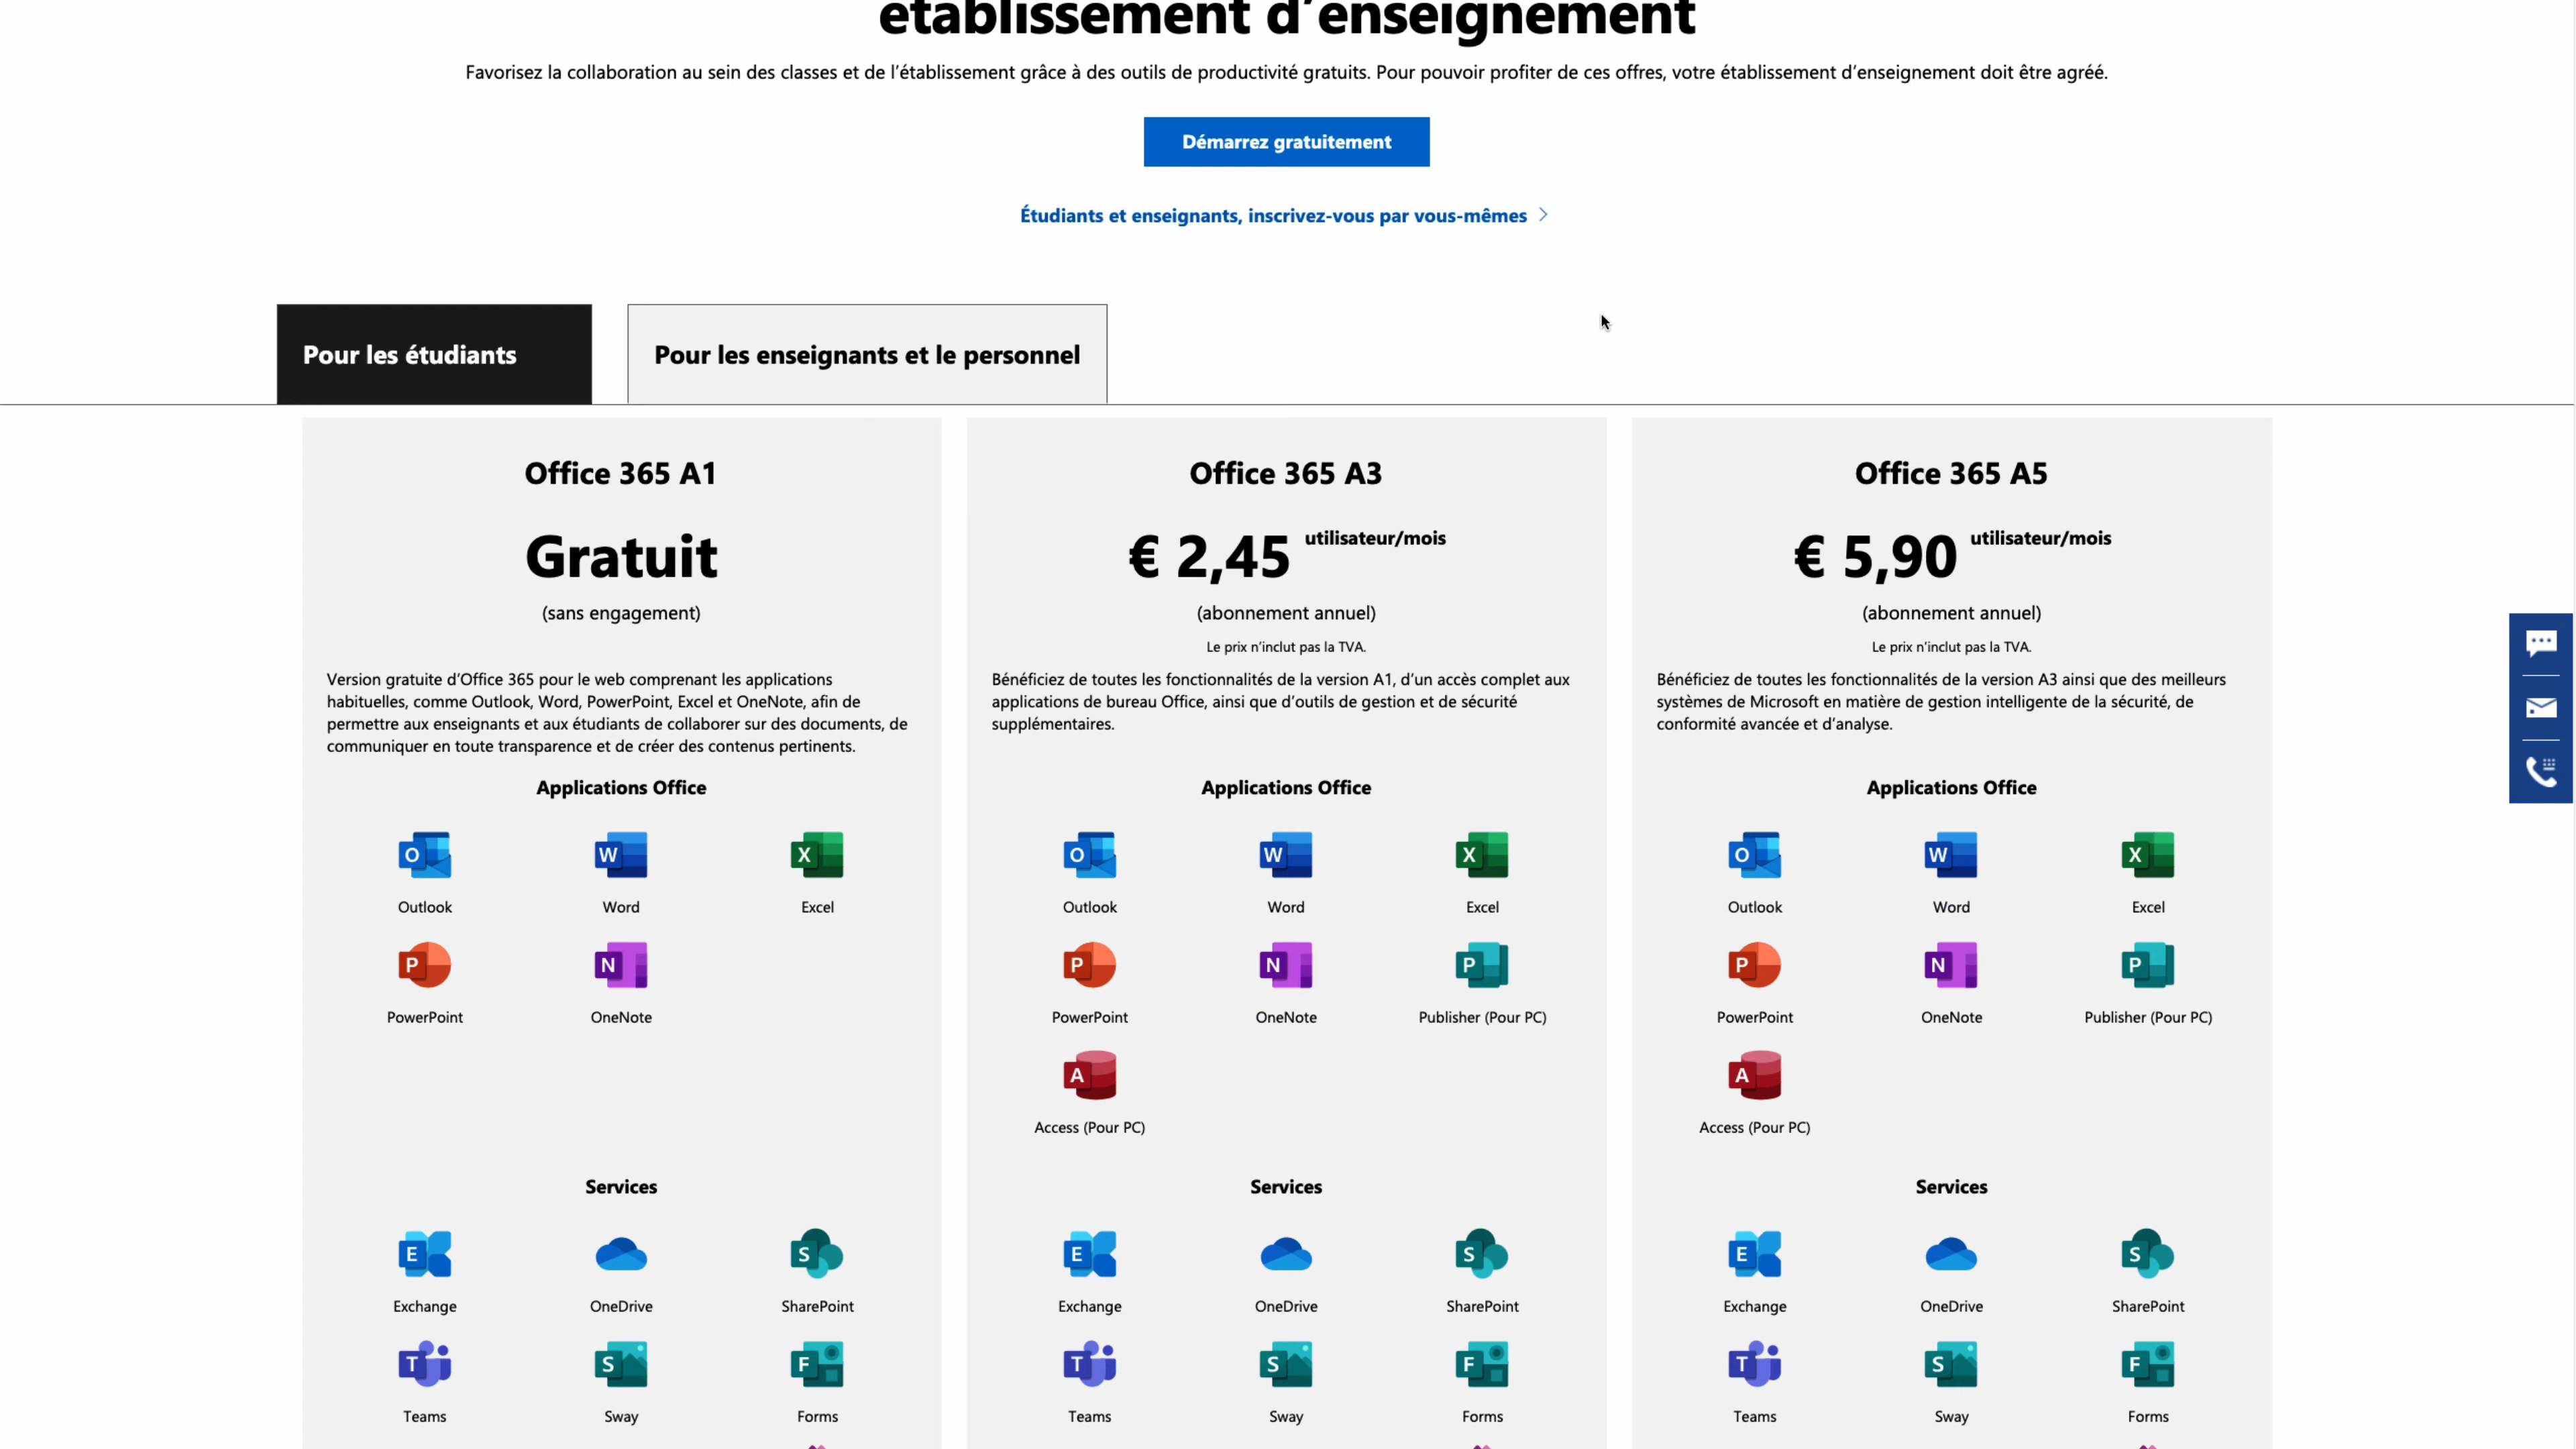 établissement d'enseignement
Favorisez la collaboration au sein des classes et de l'établissement grâce à des outils de productivité gratuits. Pour pouvoir profiter de ces offres, votre établissement d'enseignement doit être agréé.
Démarrez gratuitement
Étudiants et enseignants, inscrivez-vous par vous-mêmes
Pour les étudiants
Pour les enseignants et le personnel
Office 365 A1
Gratuit
(sans engagement)
Version gratuite d'Office 365 pour le web comprenant les applications
habituelles, comme Outlook, Word, PowerPoint, Excel et OneNote, afin de
permettre aux enseignants et aux étudiants de collaborer sur des documents, de
communiquer en toute transparence et de créer des contenus pertinents.
Applications Office
Outlook
Word
Excel
PowerPoint
OneNote
Services
Exchange
OneDrive
SharePoint
Teams
Sway
Forms
Office 365 A3
€ 2,45 utilisateur/mois
(abonnement annuel)
Le prix n'inclut pas la TVA.
Bénéficiez de toutes les fonctionnalités de la version A1, d'un accès complet aux
applications de bureau Office, ainsi que d'outils de gestion et de sécurité
supplémentaires.
Applications Office
Outlook
Word
Excel
PowerPoint
OneNote
Publisher (Pour PC)
Access (Pour PC)
Services
Exchange
OneDrive
SharePoint
Teams
Sway
Forms
Office 365 A5
€ 5,90 utilisateur/mois
(abonnement annuel)
Le prix n'inclut pas la TVA.
Bénéficiez de toutes les fonctionnalités de la version A3 ainsi que des meilleurs
systèmes de Microsoft en matière de gestion intelligente de la sécurité, de
conformité avancée et d'analyse.
Applications Office
Outlook
Word
Excel
PowerPoint
OneNote
Publisher (Pour PC)
Access (Pour PC)
Services
Exchange
OneDrive
SharePoint
Teams
Sway
Forms